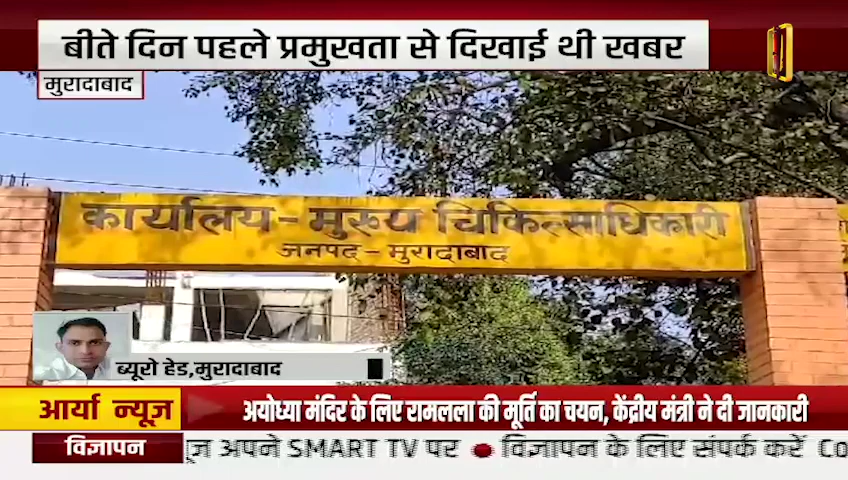 बीते दिन पहले प्रमुखता से दिखाई थी खबर
मुरादाबाद
कार्यालय - मुख्य चिकित्साधिकारी
जनपद - मुरादाबाद
ब्यूरो हेड,मुरादाबाद
आर्या न्यूज़
अयोध्या मंदिर के लिए रामलला की मूर्ति का चयन, केंद्रीय मंत्री ने दी जानकारी
विज्ञापन
अपने SMART TV पर ● विज्ञापन के लिए संपर्क करें